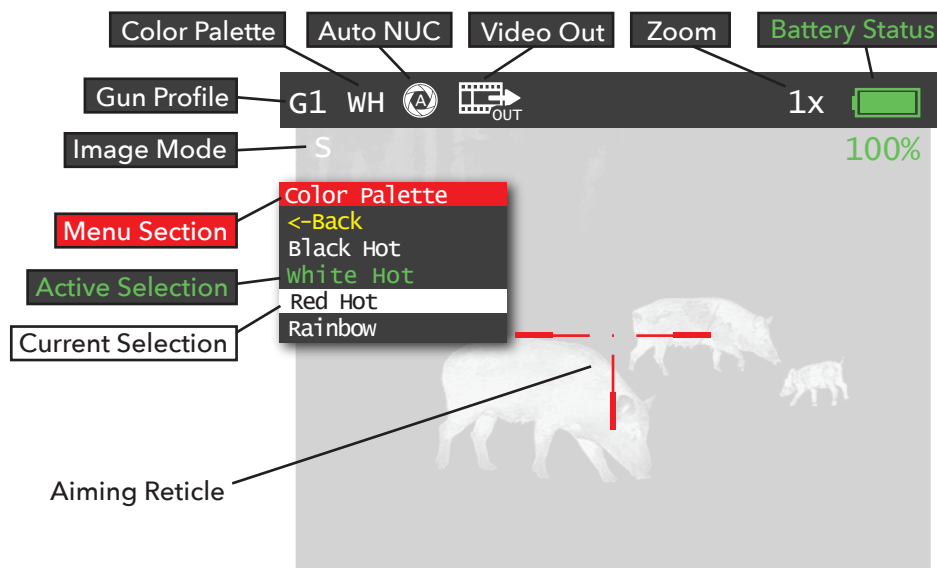 Color Palette
Auto NUC
Video Out
Zoom
Battery Status
Gun Profile
G1 WH A OUT 1x
Image Mode
S
100%
Color Palette
<-Back
Menu Section
Black Hot
White Hot
Active Selection
Red Hot
Rainbow
Current Selection
Aiming Reticle